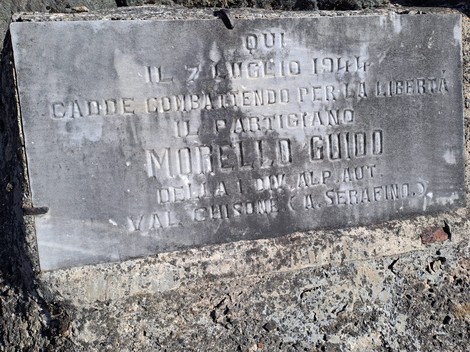 QUI
IL 7 LUGLIO 1944
CADDE COMBATTENDO PER LA LIBERTÀ
IL PARTIGIANO
MORELLO GUIDO
DELLA I DIV. ALP. AUT.
VAL CHISONE (A. SERAFINO.)